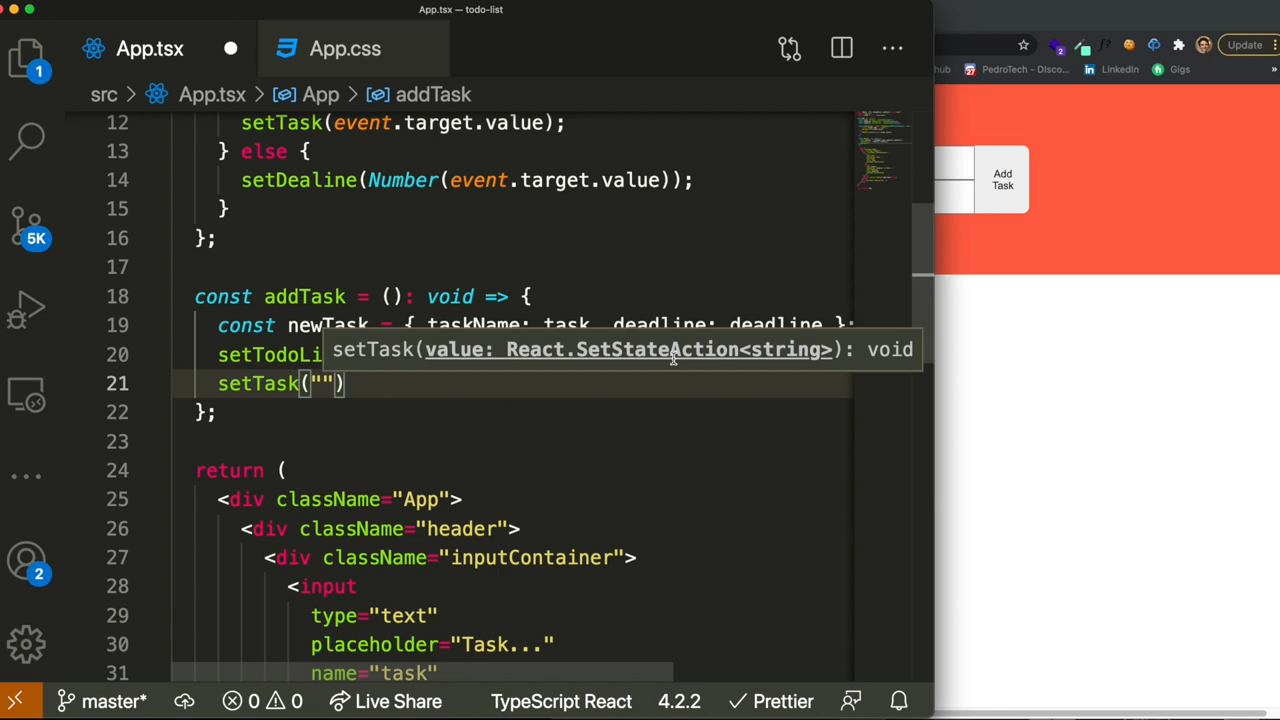 App.tsx — todo-list
App.tsx
App.css
src > App.tsx > App > addTask
1
5K
2
12 setTask(event.target.value);
13 } else {
14 setDealine(Number(event.target.value));
15 }
16 };
17
18 const addTask = (): void => {
19 const newTask = { taskName: task, deadline: deadline };
20 setTodoLi
setTask(value: React.SetStateAction<string>): void
21 setTask("")
22 };
23
24 return (
25 <div className="App">
26 <div className="header">
27 <div className="inputContainer">
28 <input
29 type="text"
30 placeholder="Task..."
31 name="task"
master*
0 0
Live Share
TypeScript React
4.2.2
Prettier
2
Update
hub
PedroTech - DIsco...
LinkedIn
Gigs
»
Add
Task